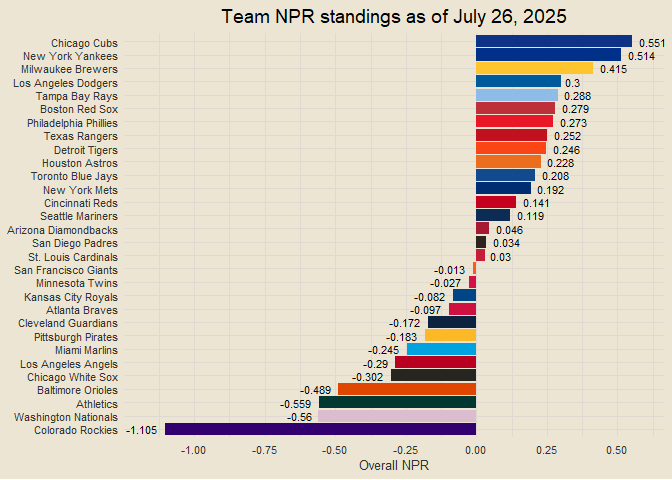 Team NPR standings as of July 26, 2025
Chicago Cubs 0.551
New York Yankees 0.514
Milwaukee Brewers 0.415
Los Angeles Dodgers 0.3
Tampa Bay Rays 0.288
Boston Red Sox 0.279
Philadelphia Phillies 0.273
Texas Rangers 0.252
Detroit Tigers 0.246
Houston Astros 0.228
Toronto Blue Jays 0.208
New York Mets 0.192
Cincinnati Reds 0.141
Seattle Mariners 0.119
Arizona Diamondbacks 0.046
San Diego Padres 0.034
St. Louis Cardinals 0.03
San Francisco Giants -0.013
Minnesota Twins -0.027
Kansas City Royals -0.082
Atlanta Braves -0.097
Cleveland Guardians -0.172
Pittsburgh Pirates -0.183
Miami Marlins -0.245
Los Angeles Angels -0.29
Chicago White Sox -0.302
Baltimore Orioles -0.489
Athletics -0.559
Washington Nationals -0.56
Colorado Rockies -1.105
-1.00 -0.75 -0.50 -0.25 0.00 0.25 0.50
Overall NPR